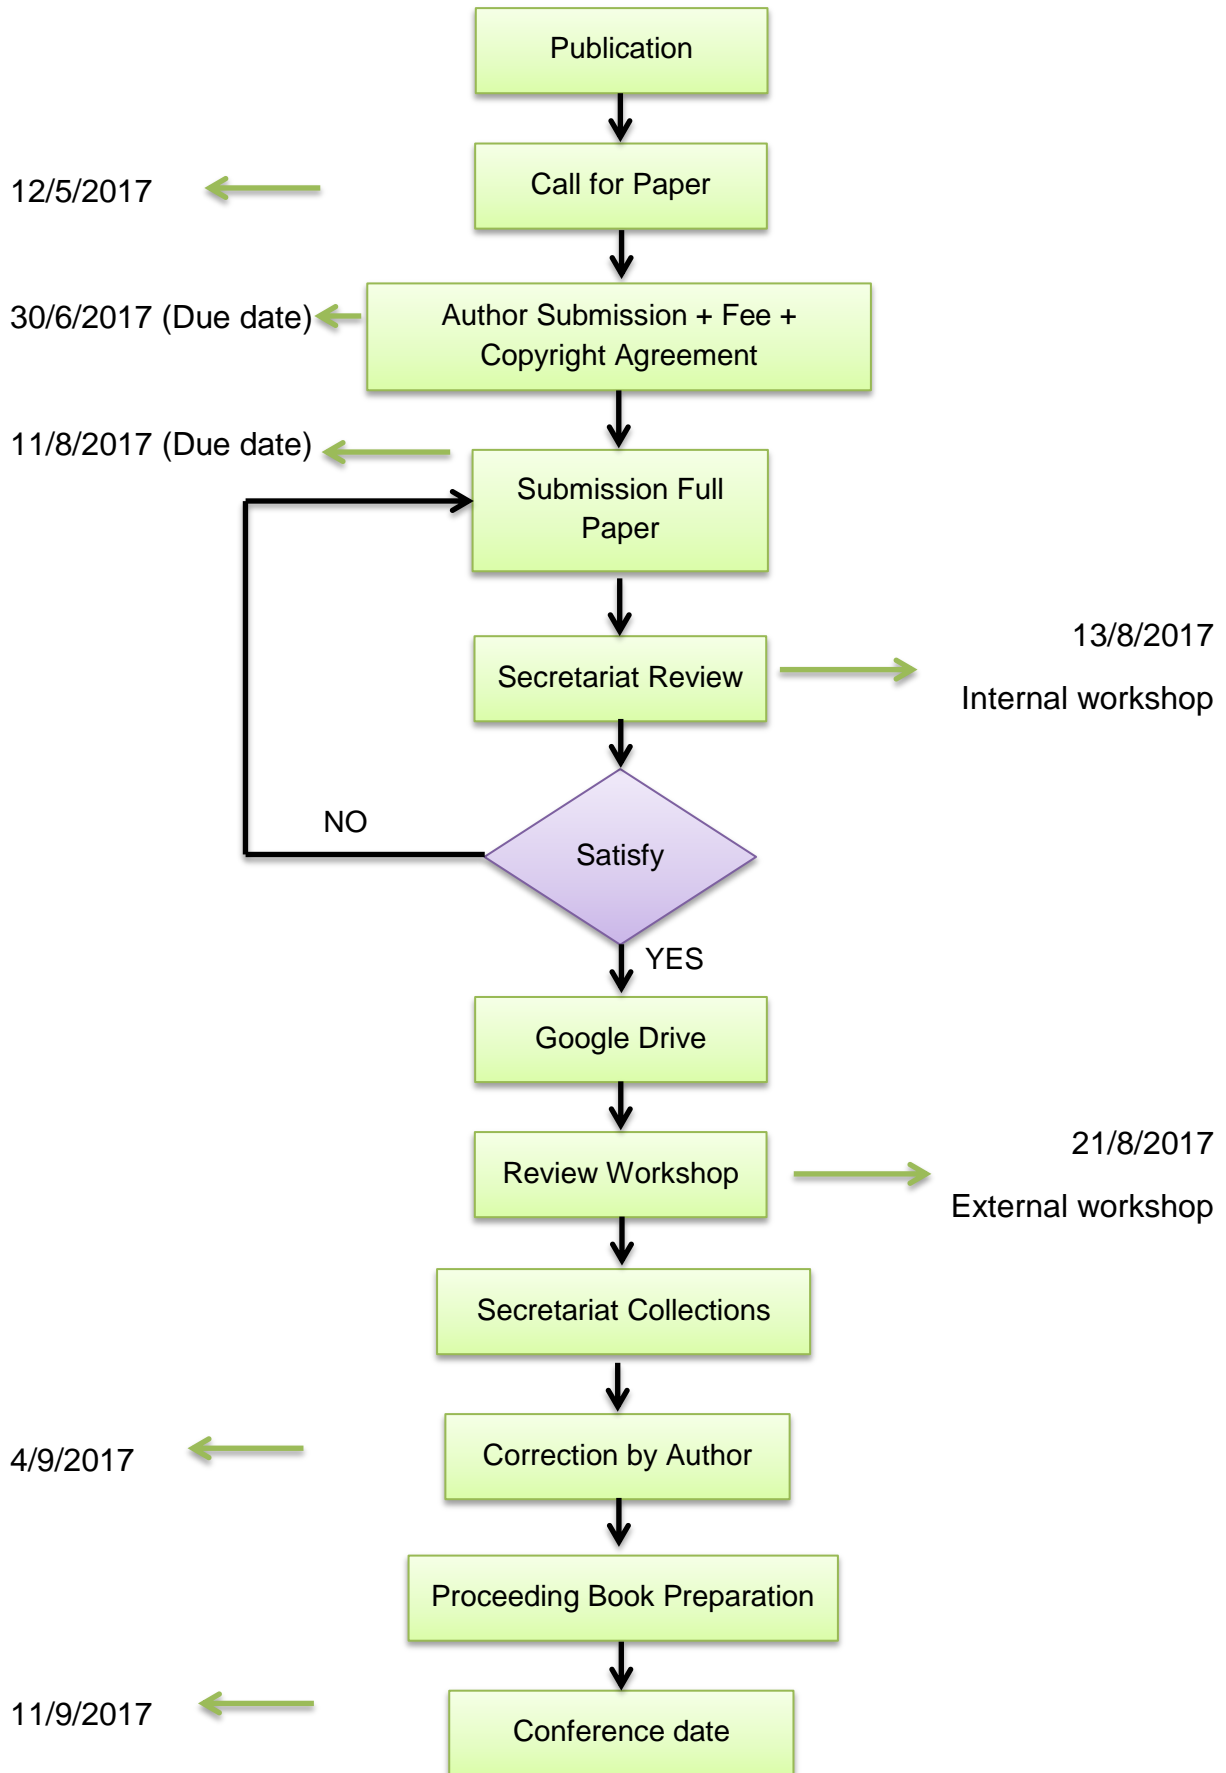 Publication
12/5/2017
Call for Paper
30/6/2017 (Due date)
Author Submission + Fee +
Copyright Agreement
11/8/2017 (Due date)
Submission Full
Paper
Secretariat Review
13/8/2017
Internal workshop
NO
Satisfy
YES
Google Drive
Review Workshop
21/8/2017
External workshop
Secretariat Collections
4/9/2017
Correction by Author
Proceeding Book Preparation
11/9/2017
Conference date